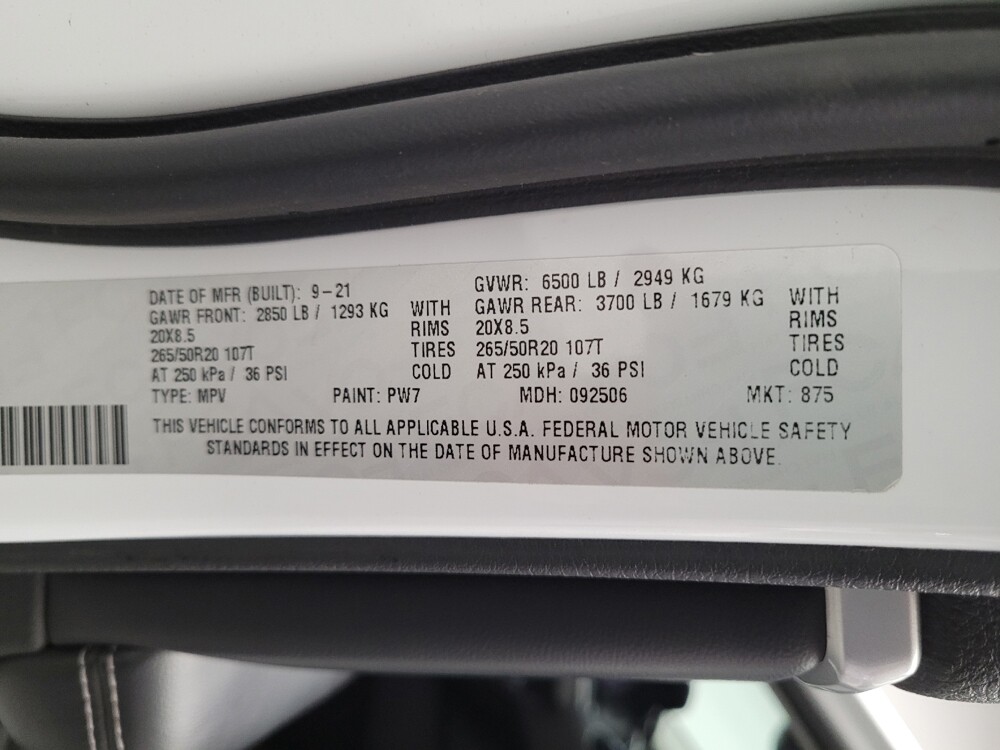 DATE OF MFR (BUILT): 9-21 GVWR: 6500 LB / 2949 KG
GAWR FRONT: 2850 LB / 1293 KG WITH GAWR REAR: 3700 LB / 1679 KG WITH
20X8.5 RIMS 20X8.5 RIMS
265/50R20 107T TIRES 265/50R20 107T TIRES
AT 250 kPa / 36 PSI COLD AT 250 kPa / 36 PSI COLD
TYPE: MPV PAINT: PW7 MDH: 092506 MKT: 875
THIS VEHICLE CONFORMS TO ALL APPLICABLE U.S.A. FEDERAL MOTOR VEHICLE SAFETY
STANDARDS IN EFFECT ON THE DATE OF MANUFACTURE SHOWN ABOVE.